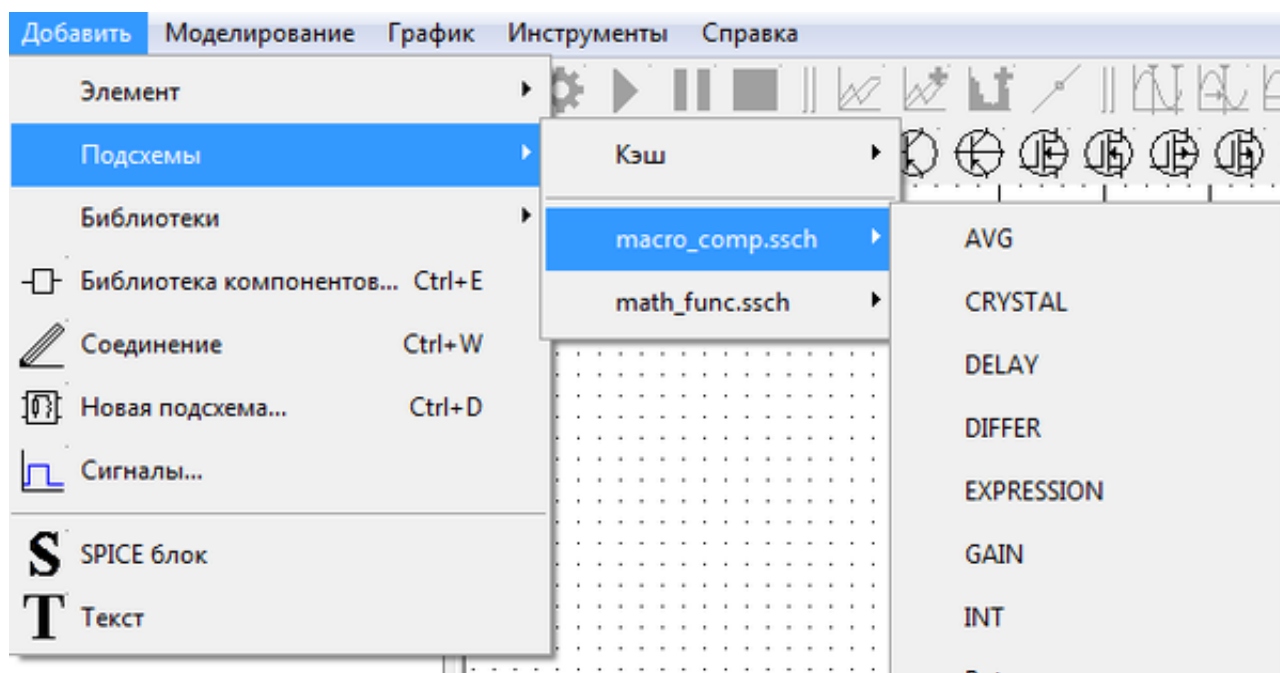 Добавить Моделирование График Инструменты Справка
Элемент
Подсхемы
Библиотеки
Библиотека компонентов... Ctrl+E
Соединение Ctrl+W
Новая подсхема... Ctrl+D
Сигналы...
S SPICE блок
T Текст
Кэш
macro_comp.ssch
math_func.ssch
AVG
CRYSTAL
DELAY
DIFFER
EXPRESSION
GAIN
INT